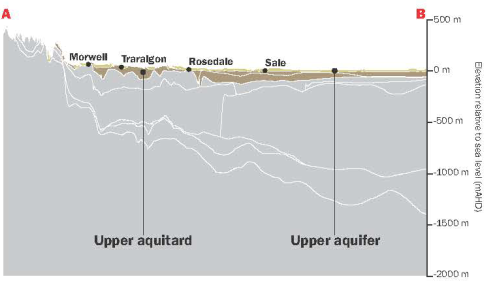 A
B
500 m
Morwell
Traralgon
Rosedale
Sale
0 m
-500 m
-1000 m
-1500 m
-2000 m
Upper aquitard
Upper aquifer
Elevation relative to sea level (mAHD)